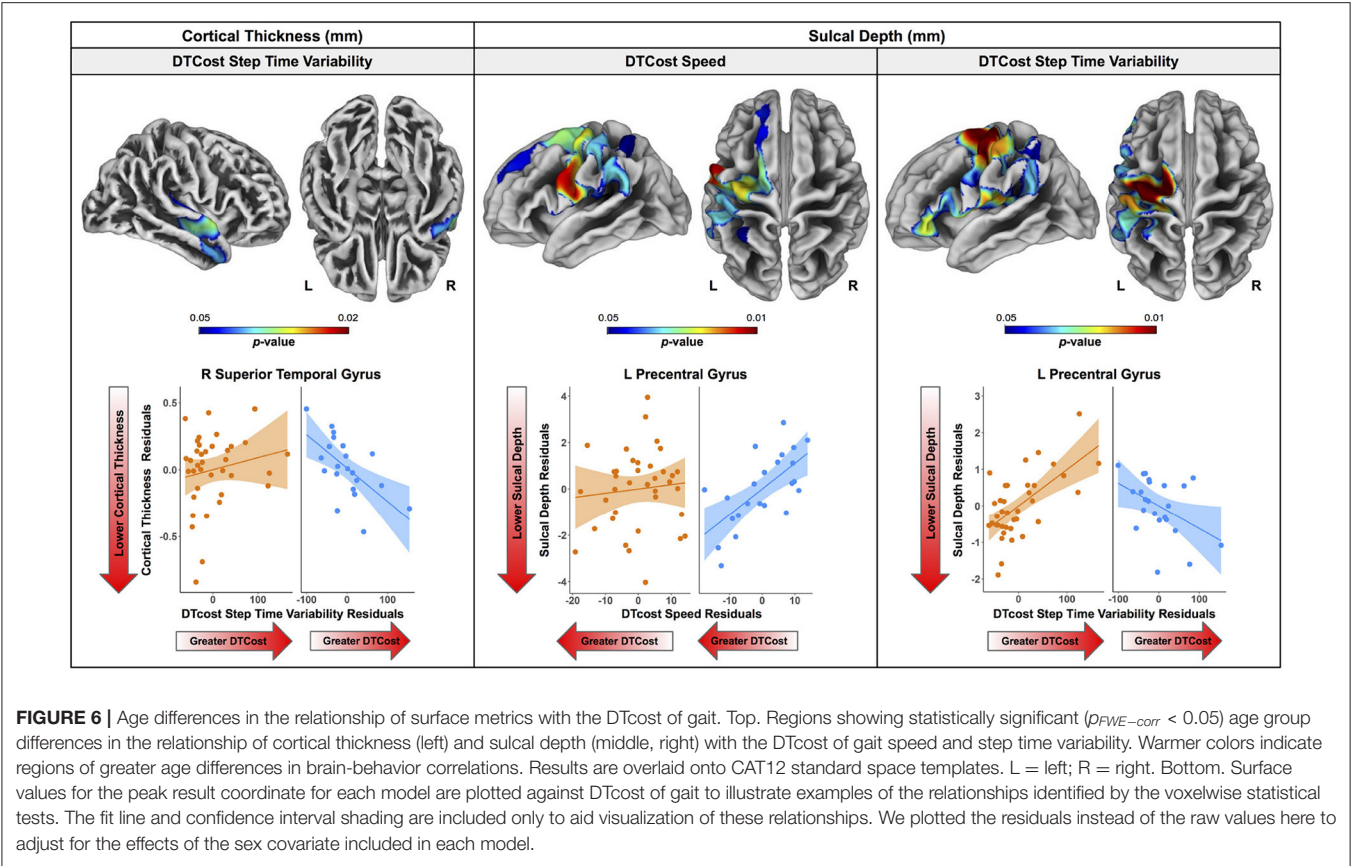 Cortical Thickness (mm)
Sulcal Depth (mm)
DTCost Step Time Variability
DTCost Speed
DTCost Step Time Variability
L
R
L
R
L
R
0.05
0.02
p-value
0.05
0.01
p-value
0.05
0.01
p-value
R Superior Temporal Gyrus
Lower Cortical Thickness
Cortical Thickness Residuals
0.5
0.0
-0.5
0
100
-100
0
100
DTcost Step Time Variability Residuals
Greater DTCost
Greater DTCost
L Precentral Gyrus
Lower Sulcal Depth
Sulcal Depth Residuals
4
2
0
-2
-4
-20
-10
0
10
-10
0
10
DTcost Speed Residuals
Greater DTCost
Greater DTCost
L Precentral Gyrus
Lower Sulcal Depth
Sulcal Depth Residuals
3
2
1
0
-1
-2
0
100
-100
0
100
DTcost Step Time Variability Residuals
Greater DTCost
Greater DTCost
FIGURE 6 | Age differences in the relationship of surface metrics with the DTcost of gait. Top. Regions showing statistically significant (pFWE−corr < 0.05) age group
differences in the relationship of cortical thickness (left) and sulcal depth (middle, right) with the DTcost of gait speed and step time variability. Warmer colors indicate
regions of greater age differences in brain-behavior correlations. Results are overlaid onto CAT12 standard space templates. L = left; R = right. Bottom. Surface
values for the peak result coordinate for each model are plotted against DTcost of gait to illustrate examples of the relationships identified by the voxelwise statistical
tests. The fit line and confidence interval shading are included only to aid visualization of these relationships. We plotted the residuals instead of the raw values here to
adjust for the effects of the sex covariate included in each model.